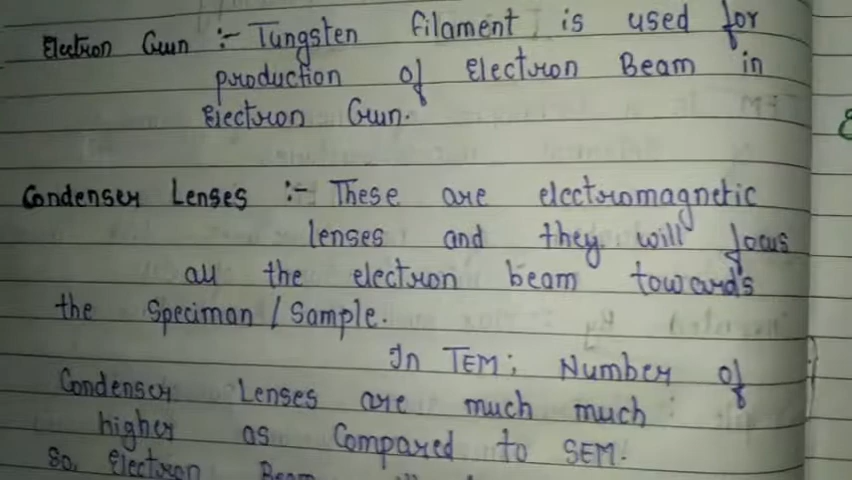 Electron Gun :- Tungsten filament is used for
production of electron Beam in
Electron Gun.
Condenser Lenses :- These are electromagnetic
lenses and they will focus
all the electron beam towards
the Speciman / Sample.
In TEM; Number of
Condenser Lenses are much much
higher as Compared to SEM.
So, Electron Beam